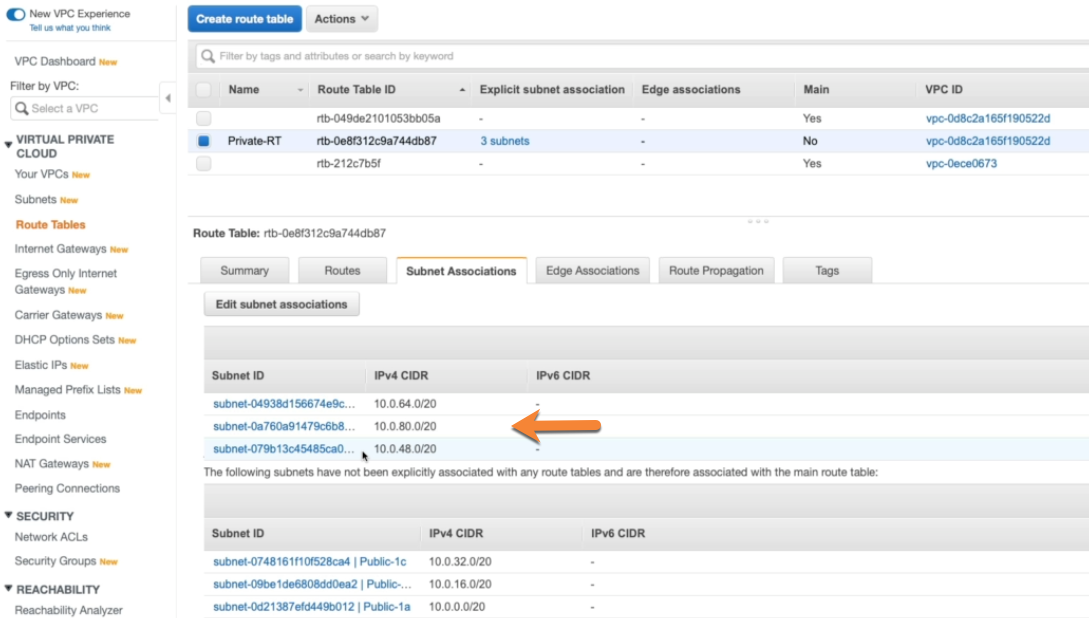 New VPC Experience
Tell us what you think
VPC Dashboard New
Filter by VPC:
Select a VPC
VIRTUAL PRIVATE
CLOUD
Your VPCs New
Subnets New
Route Tables
Internet Gateways New
Egress Only Internet
Gateways New
Carrier Gateways New
DHCP Options Sets New
Elastic IPs New
Managed Prefix Lists New
Endpoints
Endpoint Services
NAT Gateways New
Peering Connections
SECURITY
Network ACLs
Security Groups New
REACHABILITY
Reachability Analyzer
Create route table Actions
Filter by tags and attributes or search by keyword
Name Route Table ID Explicit subnet association Edge associations Main VPC ID
rtb-049de2101053bb05a - - Yes vpc-0d8c2a165f190522d
Private-RT rtb-0e8f312c9a744db87 3 subnets - No vpc-0d8c2a165f190522d
rtb-212c7b5f - - Yes vpc-0ece0673
Route Table: rtb-0e8f312c9a744db87
Summary Routes Subnet Associations Edge Associations Route Propagation Tags
Edit subnet associations
Subnet ID IPv4 CIDR IPv6 CIDR
subnet-04938d156674e9c... 10.0.64.0/20 -
subnet-0a760a91479c6b8... 10.0.80.0/20
subnet-079b13c45485ca0... 10.0.48.0/20 -
The following subnets have not been explicitly associated with any route tables and are therefore associated with the main route table:
Subnet ID IPv4 CIDR IPv6 CIDR
subnet-0748161f10f528ca4 | Public-1c 10.0.32.0/20 -
subnet-09be1de6808dd0ea2 | Public-... 10.0.16.0/20 -
subnet-0d21387efd449b012 | Public-1a 10.0.0.0/20 -